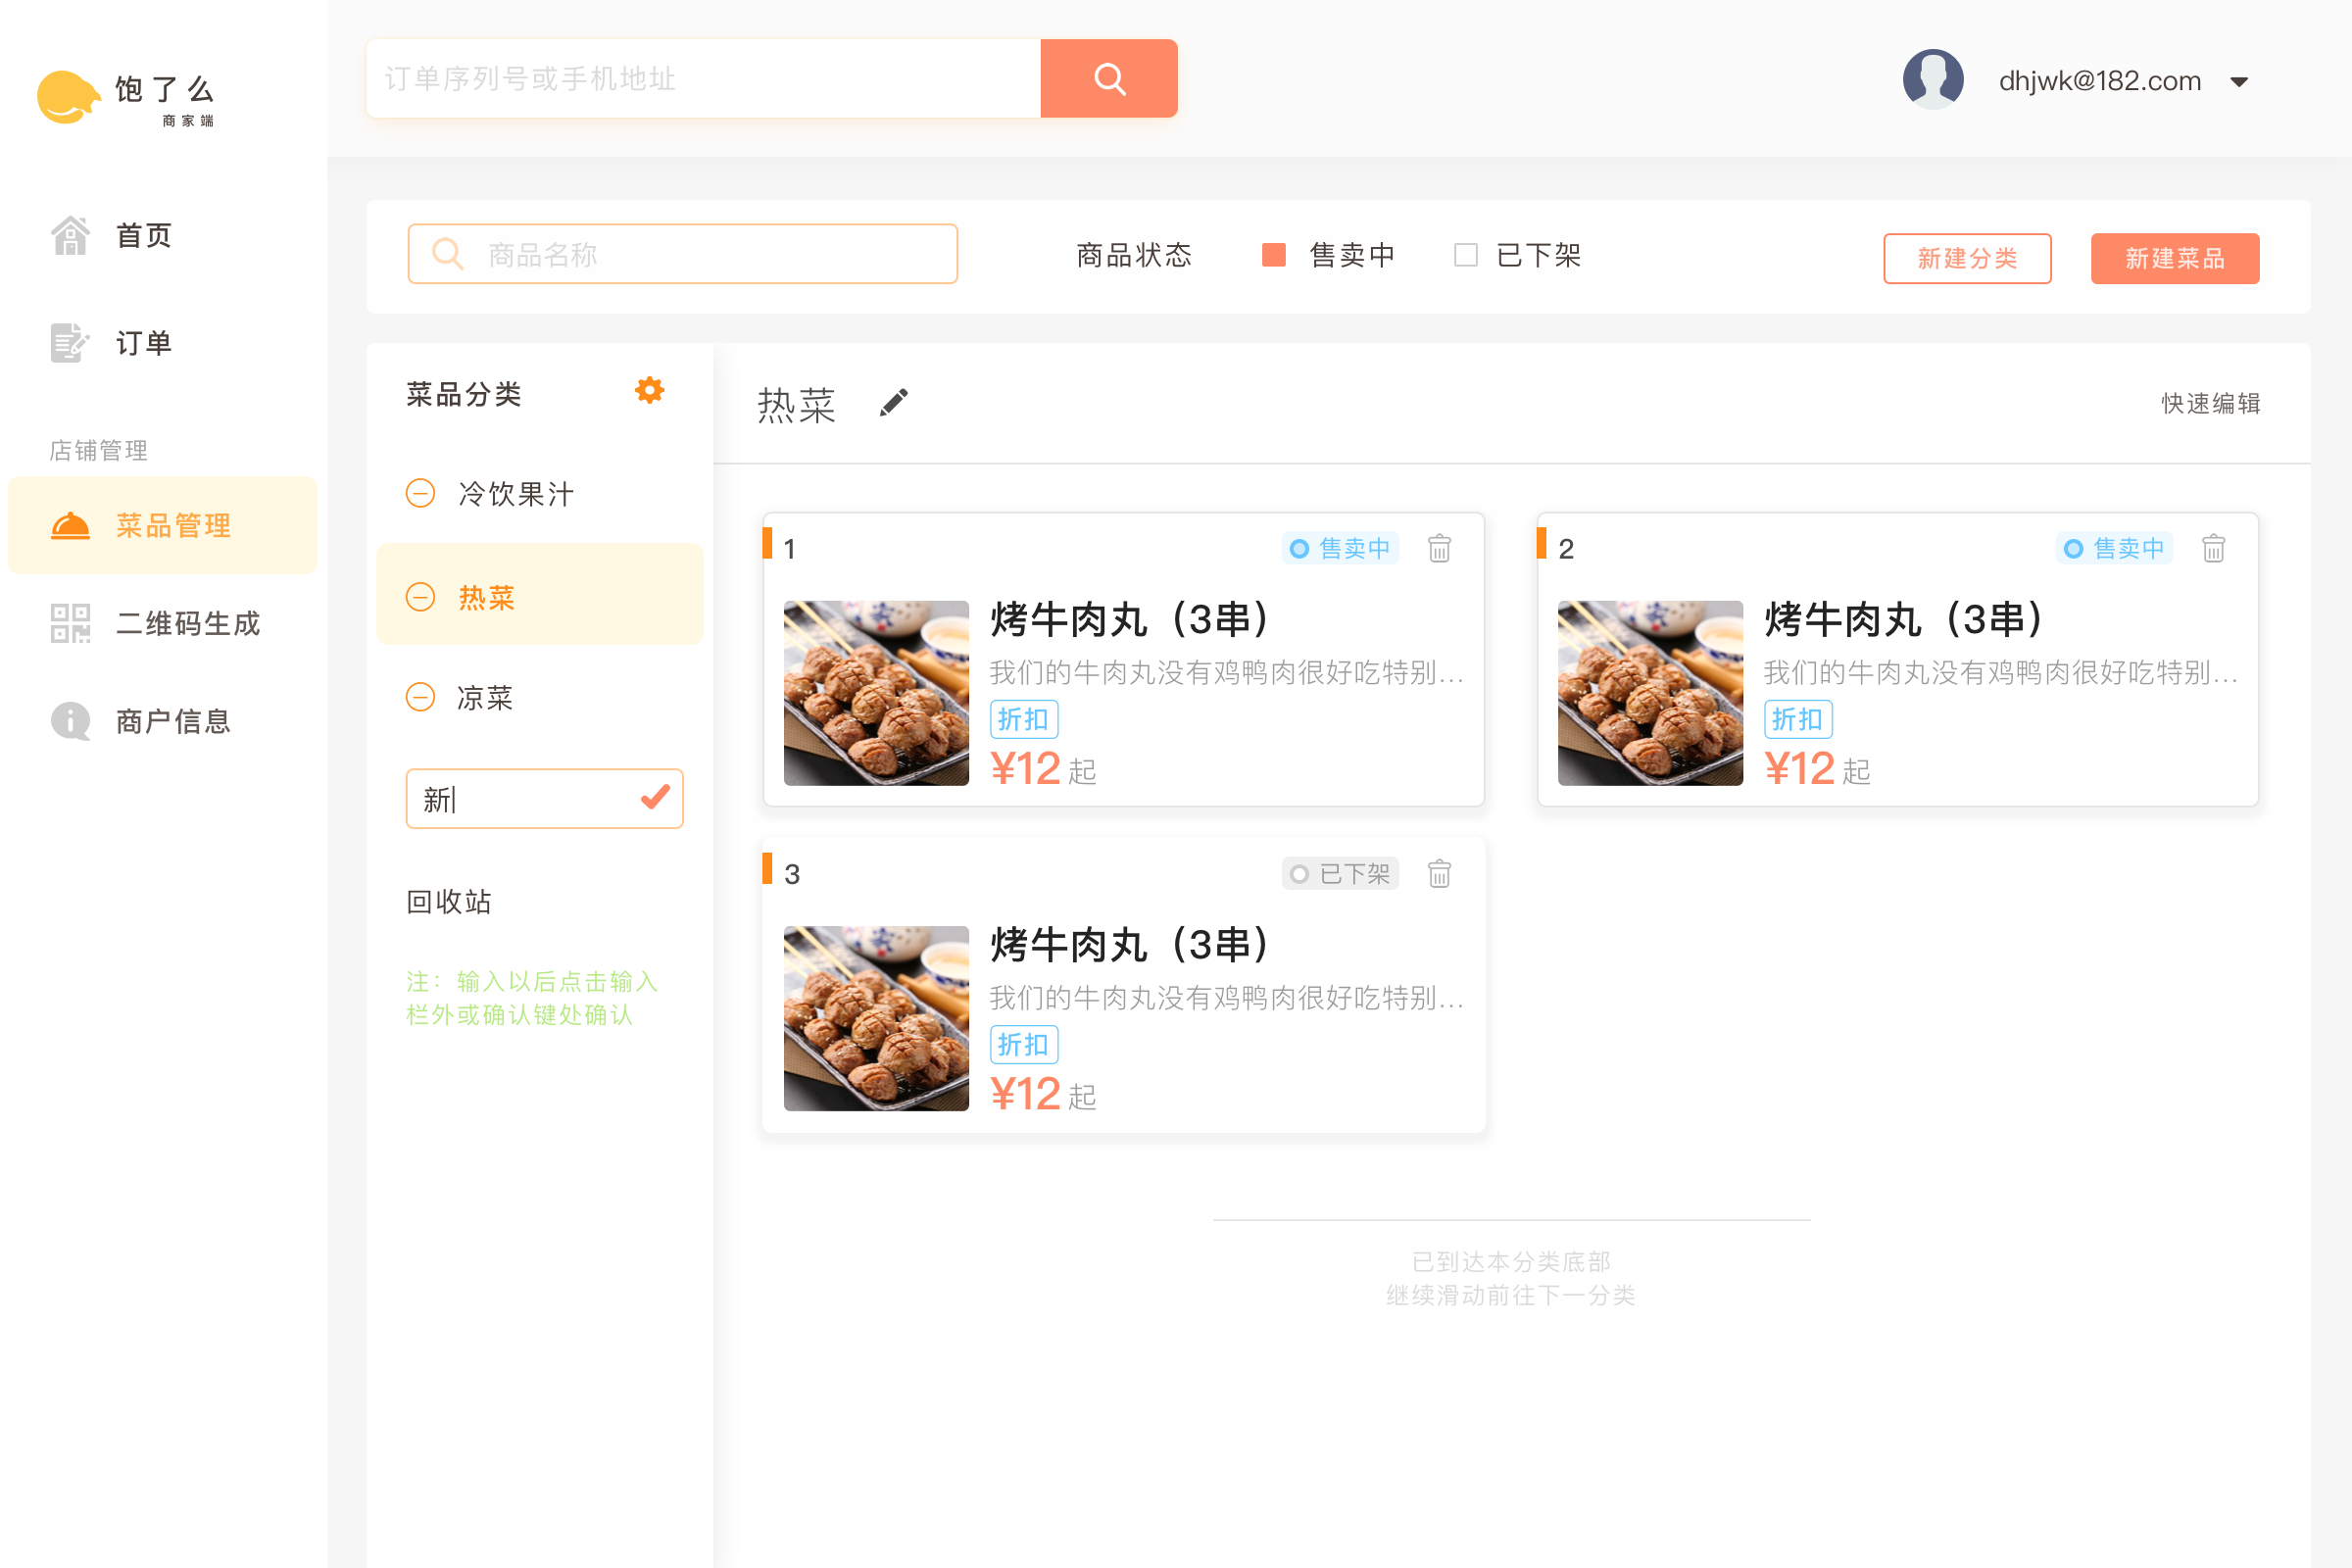 饱了么
商家端
首页
订单
店铺管理
菜品管理
二维码生成
商户信息
订单序列号或手机地址
dhjwk@182.com
商品名称
商品状态
售卖中
已下架
新建分类
新建菜品
菜品分类
冷饮果汁
热菜
凉菜
新
回收站
注：输入以后点击输入
栏外或确认键处确认
热菜
快速编辑
1
售卖中
烤牛肉丸（3串）
我们的牛肉丸没有鸡鸭肉很好吃特别...
折扣
¥12 起
2
售卖中
烤牛肉丸（3串）
我们的牛肉丸没有鸡鸭肉很好吃特别...
折扣
¥12 起
3
已下架
烤牛肉丸（3串）
我们的牛肉丸没有鸡鸭肉很好吃特别...
折扣
¥12 起
已到达本分类底部
继续滑动前往下一分类